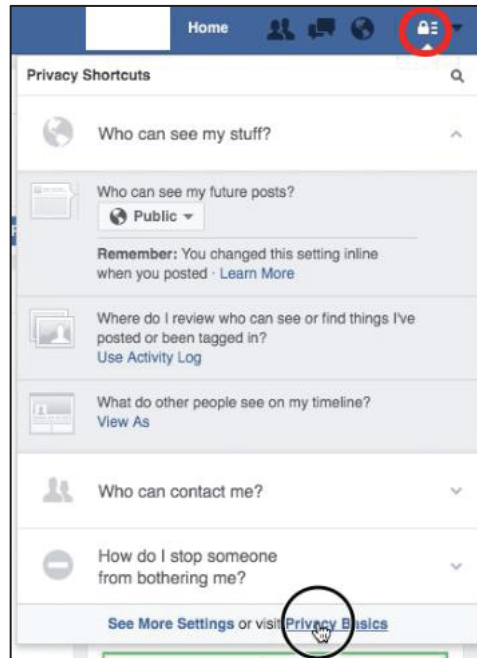 Home
Privacy Shortcuts
Who can see my stuff?
Who can see my future posts?
Public
Remember: You changed this setting inline
when you posted · Learn More
Where do I review who can see or find things I've
posted or been tagged in?
Use Activity Log
What do other people see on my timeline?
View As
Who can contact me?
How do I stop someone
from bothering me?
See More Settings or visit Privacy Basics